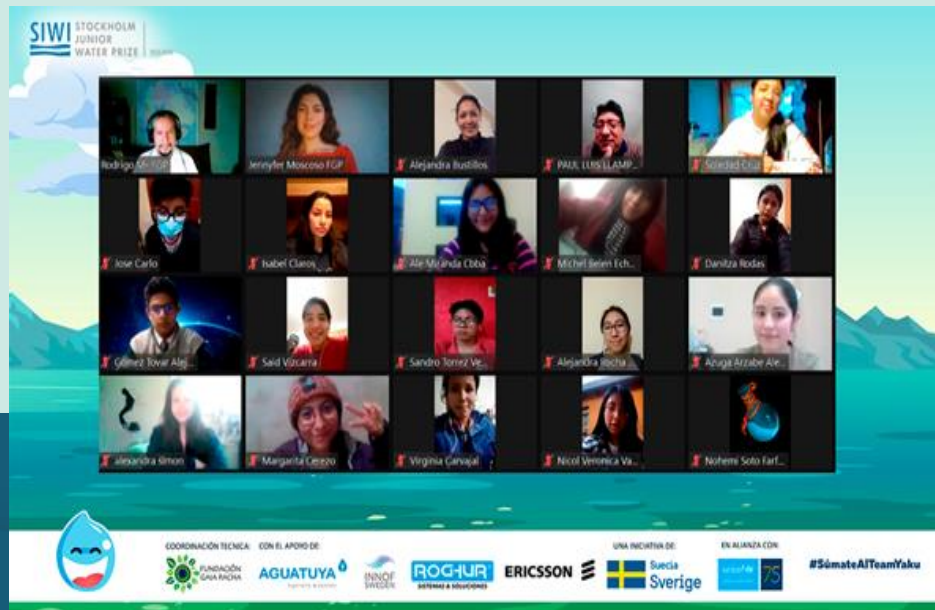 SIWI
STOCKHOLM
JUNIOR
WATER PRIZE
Jennyfer Moscoso FGP
Alejandra Bustillos
PAUL LUIS LLAMP...
Soledad Cruz
Jose Carlo
Isabel Claros
Ale Miranda Cbba
Michel Belen Ech...
Danitza Rodas
Gómez Tovar Alej...
Said Vizcarra
Sandro Torrez Ve...
Alejandra Rocha
Azuga Arzabe Ale...
alexandra simon
Margarita Cerezo
Virginia Carvajal
Nicol Veronica Va...
Nohemi Soto Farf...
COORDINACIÓN TECNICA:
FUNDACIÓN
GAIA PACHA
CON EL APOYO DE:
AGUATUYA
INNOF
SWEDEN
ROGHUR
SISTEMAS & SOLUCIONES
ERICSSON
UNA INICIATIVA DE:
Suecia
Sverige
EN ALIANZA CON:
unicef
75
#SúmateAlTeamYaku